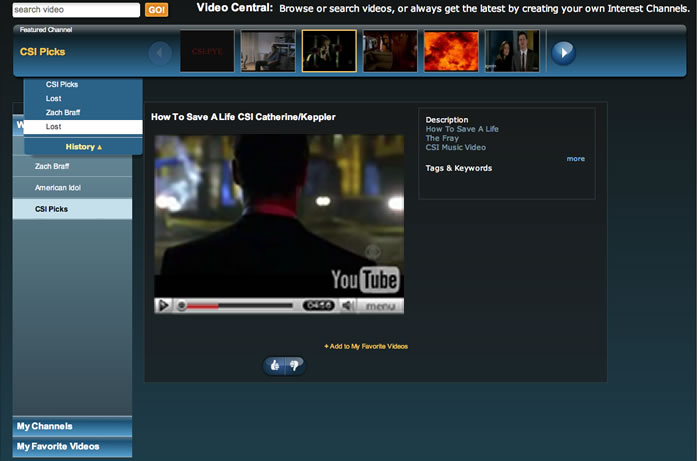 search video
GO!
Video Central: Browse or search videos, or always get the latest by creating your own Interest Channels.
Featured Channel
CSI Picks
CSI Picks
Lost
Zach Braff
Lost
History
Zach Braff
American Idol
CSI Picks
My Channels
My Favorite Videos
How To Save A Life CSI Catherine/Keppler
YouTube
04:56
menu
+ Add to My Favorite Videos
Description
How To Save A Life
The Fray
CSI Music Video
more
Tags & Keywords